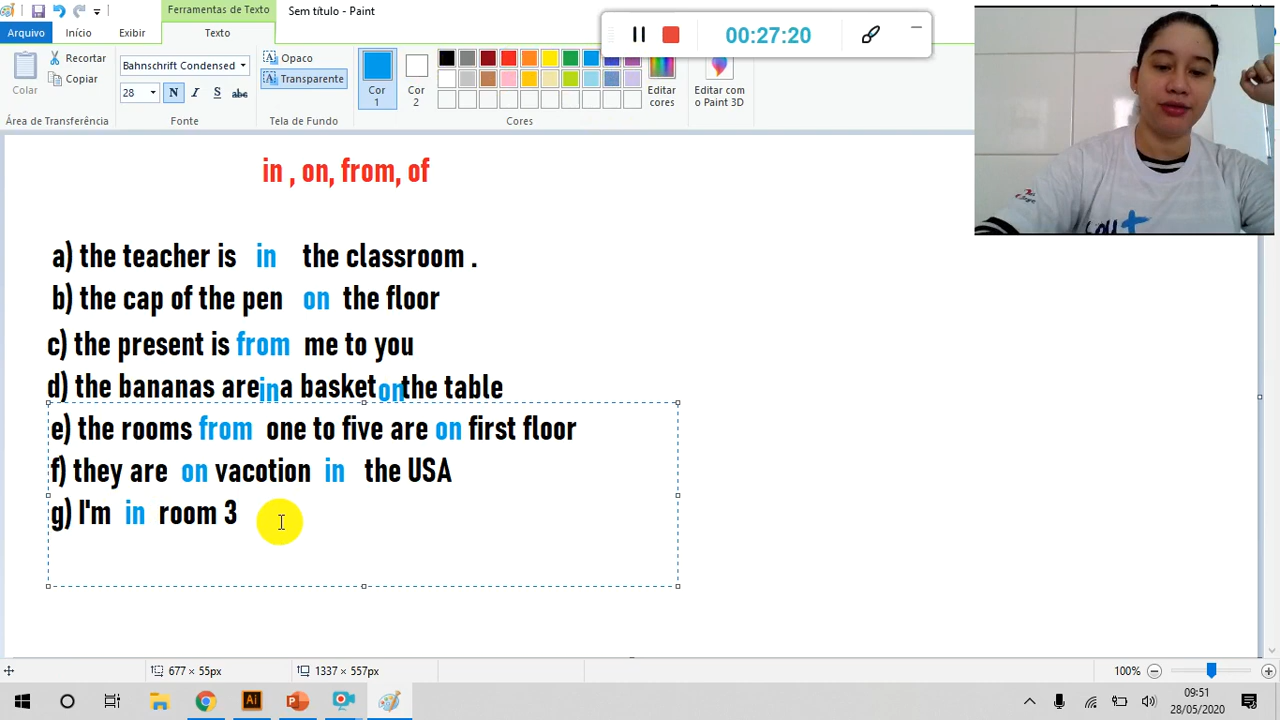 Ferramentas de Texto
Sem título - Paint
Arquivo
Início
Exibir
Texto
00:27:20
Colar
Recortar
Copiar
Área de Transferência
Bahnschrift Condensed
28
N
I
S
abc
Fonte
Opaco
Transparente
Tela de Fundo
Cor
1
Cor
2
Editar
cores
Editar com
o Paint 3D
Cores
in , on, from, of
a) the teacher is in the classroom .
b) the cap of the pen on the floor
c) the present is from me to you
d) the bananas are in a basket on the table
e) the rooms from one to five are on first floor
f) they are on vacotion in the USA
g) I'm in room 3
677 × 55px
1337 × 557px
100%
Ai
09:51
28/05/2020